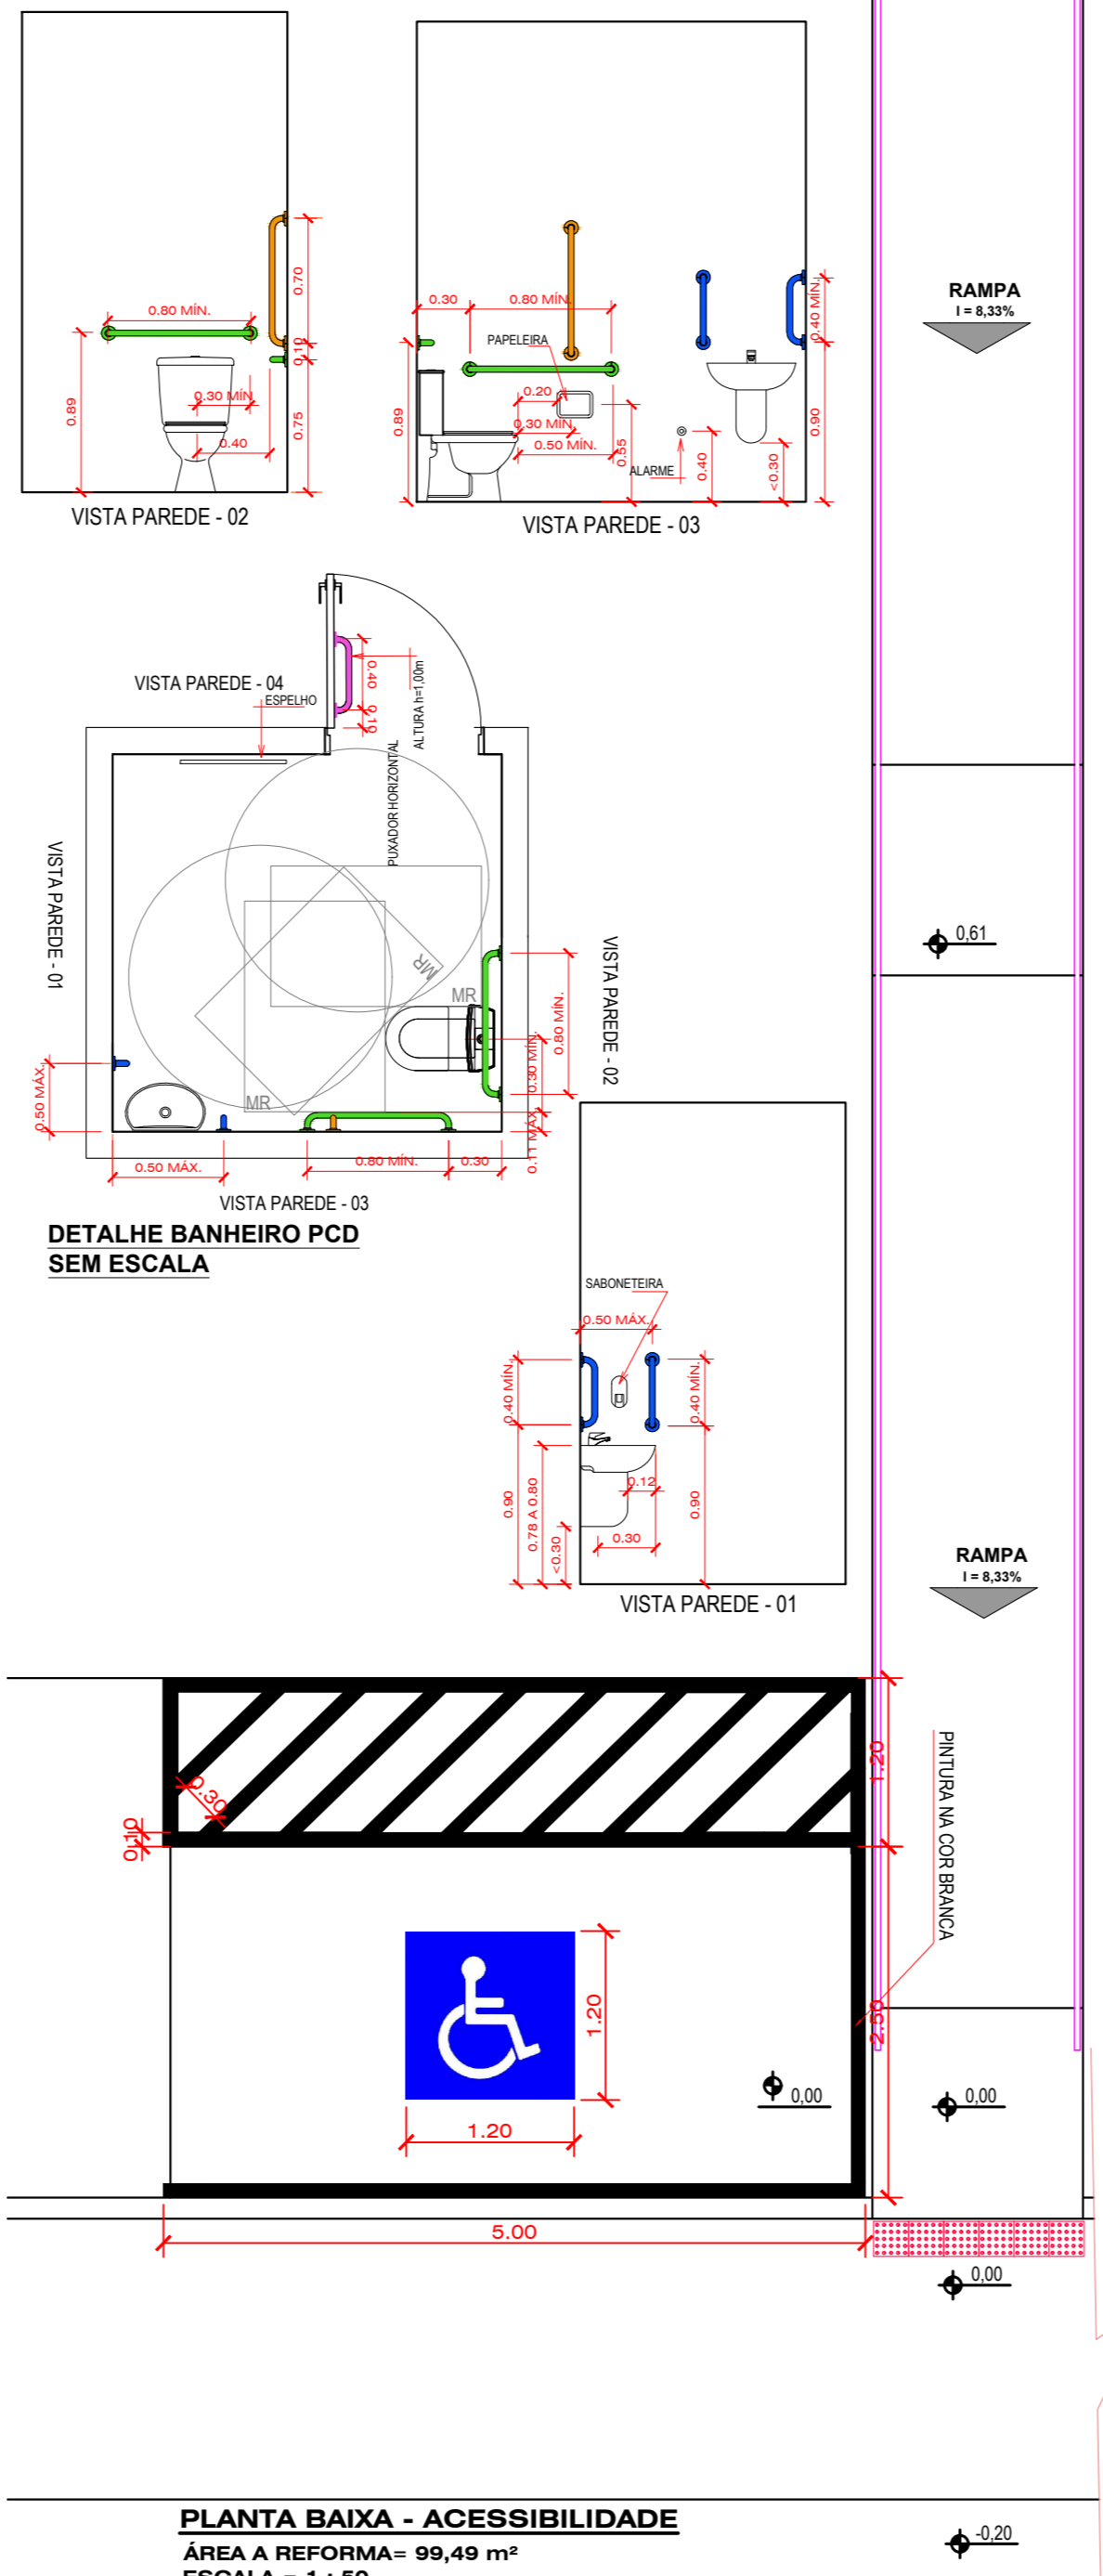 0.80 MÍN.
0.89
0.30 MÍN
0.40
0.70
0.10
0.75
VISTA PAREDE - 02
0.30
0.80 MÍN.
PAPELEIRA
0.20
0.30 MÍN.
0.50 MÍN.
0.89
0.55
ALARME
0.40
<0.30
0.40 MÍN.
0.90
VISTA PAREDE - 03
RAMPA
I = 8,33%
VISTA PAREDE - 04
ESPELHO
0.40
0.10
ALTURA h=1,00m
PUXADOR HORIZONTAL
VISTA PAREDE - 01
MR
MR
MR
0.50 MÁX.
0.80 MÍN.
0.30 MÍN.
0.11 MÁX.
VISTA PAREDE - 02
0.50 MÁX.
0.80 MÍN.
0.30
VISTA PAREDE - 03
DETALHE BANHEIRO PCD
SEM ESCALA
0,61
SABONETEIRA
0.50 MÁX.
0.40 MÍN.
0.40 MÍN.
0.90
0.78 A 0.80
<0.30
0.12
0.30
0.90
VISTA PAREDE - 01
RAMPA
I = 8,33%
0.30
0.10
1.20
PINTURA NA COR BRANCA
2.50
1.20
1.20
0,00
0,00
5.00
0,00
PLANTA BAIXA - ACESSIBILIDADE
ÁREA A REFORMA= 99,49 m²
ESCALA = 1 : 50
-0,20